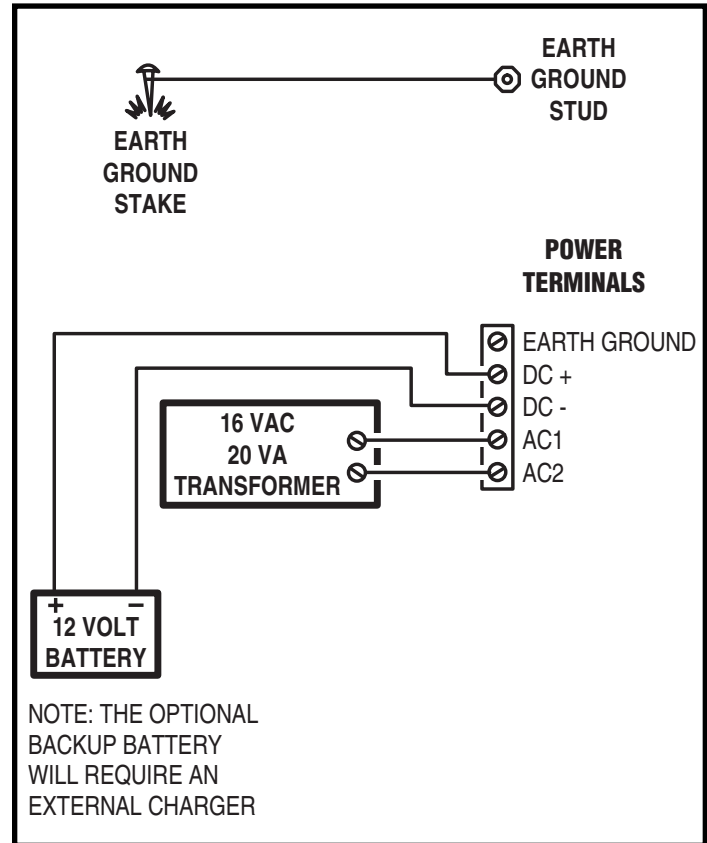 EARTH
GROUND
STUD
EARTH
GROUND
STAKE
POWER
TERMINALS
EARTH GROUND
DC +
DC -
AC1
AC2
16 VAC
20 VA
TRANSFORMER
+ –
12 VOLT
BATTERY
NOTE: THE OPTIONAL
BACKUP BATTERY
WILL REQUIRE AN
EXTERNAL CHARGER